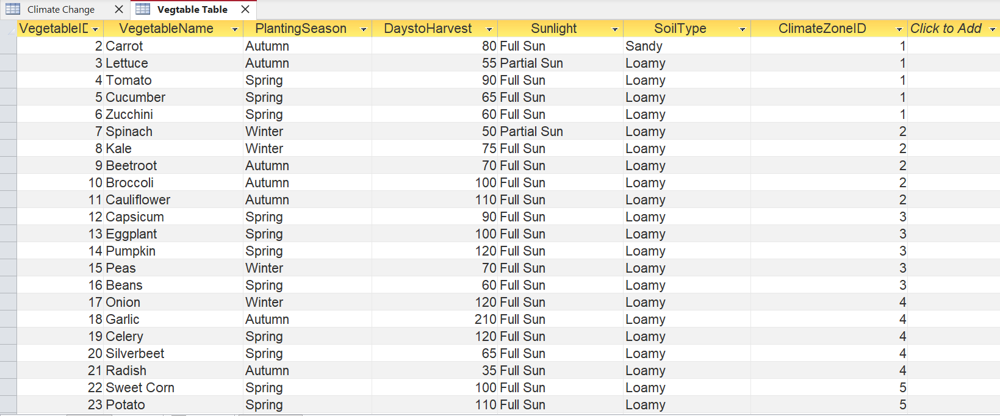 Climate Change Vegtable Table
VegetableID VegetableName PlantingSeason DaystoHarvest Sunlight SoilType ClimateZoneID Click to Add
2 Carrot Autumn 80 Full Sun Sandy 1
3 Lettuce Autumn 55 Partial Sun Loamy 1
4 Tomato Spring 90 Full Sun Loamy 1
5 Cucumber Spring 65 Full Sun Loamy 1
6 Zucchini Spring 60 Full Sun Loamy 1
7 Spinach Winter 50 Partial Sun Loamy 2
8 Kale Winter 75 Full Sun Loamy 2
9 Beetroot Autumn 70 Full Sun Loamy 2
10 Broccoli Autumn 100 Full Sun Loamy 2
11 Cauliflower Autumn 110 Full Sun Loamy 2
12 Capsicum Spring 90 Full Sun Loamy 3
13 Eggplant Spring 100 Full Sun Loamy 3
14 Pumpkin Spring 120 Full Sun Loamy 3
15 Peas Winter 70 Full Sun Loamy 3
16 Beans Spring 60 Full Sun Loamy 3
17 Onion Winter 120 Full Sun Loamy 4
18 Garlic Autumn 210 Full Sun Loamy 4
19 Celery Spring 120 Full Sun Loamy 4
20 Silverbeet Spring 65 Full Sun Loamy 4
21 Radish Autumn 35 Full Sun Loamy 4
22 Sweet Corn Spring 100 Full Sun Loamy 5
23 Potato Spring 110 Full Sun Loamy 5